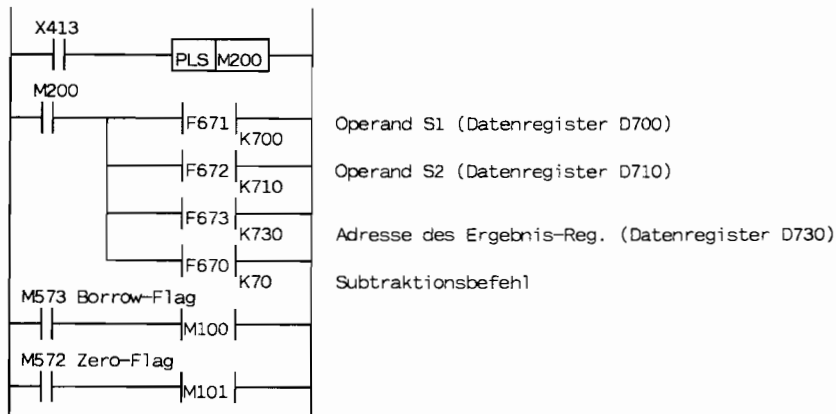 X413
PLS M200
M200
F671 K700 Operand S1 (Datenregister D700)
F672 K710 Operand S2 (Datenregister D710)
F673 K730 Adresse des Ergebnis-Reg. (Datenregister D730)
F670 K70 Subtraktionsbefehl
M573 Borrow-Flag
M100
M572 Zero-Flag
M101